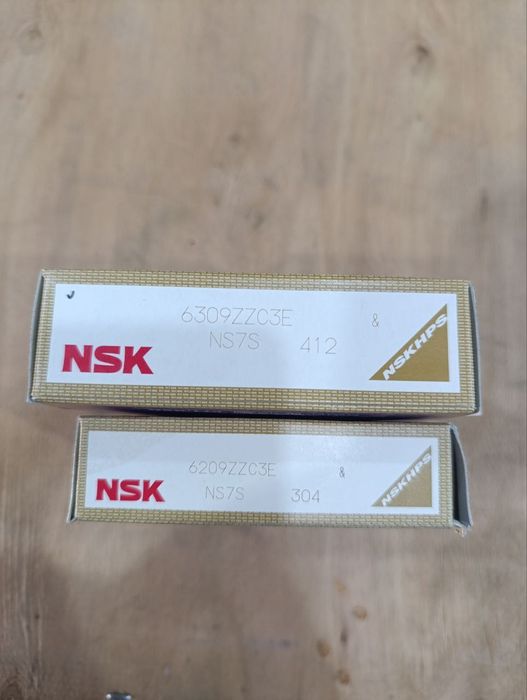 6309ZZC3E &
NS7S 412
NSK
NSKHPS
6209ZZC3E &
NS7S 304
NSK
NSKHPS